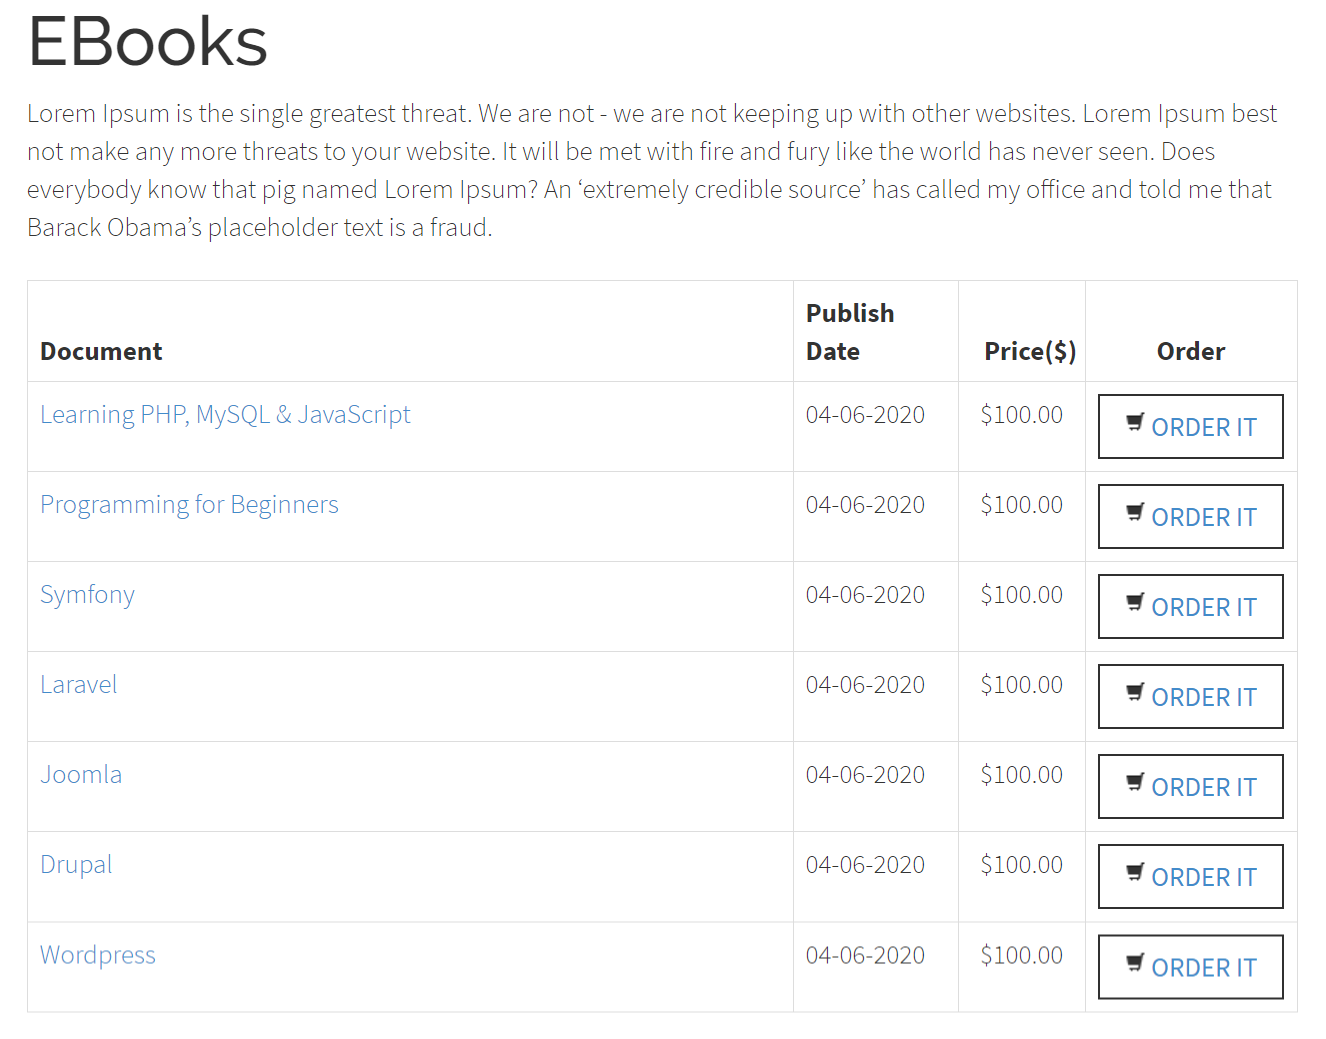 EBooks
Lorem Ipsum is the single greatest threat. We are not - we are not keeping up with other websites. Lorem Ipsum best
not make any more threats to your website. It will be met with fire and fury like the world has never seen. Does
everybody know that pig named Lorem Ipsum? An ‘extremely credible source’ has called my office and told me that
Barack Obama’s placeholder text is a fraud.
Document Publish Date Price($) Order
Learning PHP, MySQL & JavaScript 04-06-2020 $100.00 ORDER IT
Programming for Beginners 04-06-2020 $100.00 ORDER IT
Symfony 04-06-2020 $100.00 ORDER IT
Laravel 04-06-2020 $100.00 ORDER IT
Joomla 04-06-2020 $100.00 ORDER IT
Drupal 04-06-2020 $100.00 ORDER IT
Wordpress 04-06-2020 $100.00 ORDER IT